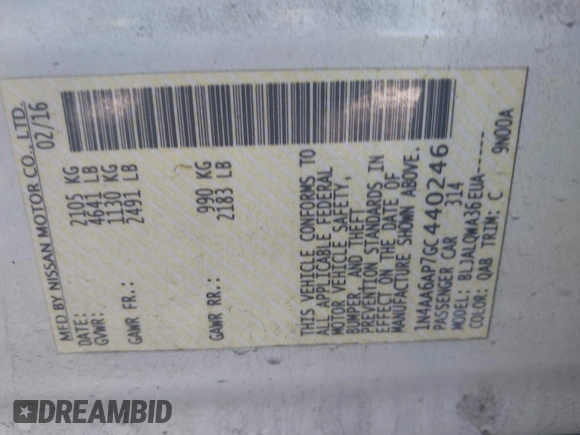 MFD BY NISSAN MOTOR CO., LTD.
DATE: 02/16
GVWR: 2105 KG
4641 LB
GAWR FR.: 1130 KG
2491 LB
GAWR RR.: 990 KG
2183 LB
THIS VEHICLE CONFORMS TO
ALL APPLICABLE FEDERAL
MOTOR VEHICLE SAFETY,
BUMPER, AND THEFT
PREVENTION STANDARDS IN
EFFECT ON THE DATE OF
MANUFACTURE SHOWN ABOVE.
1N4AA6AP7GC440246
PASSENGER CAR 314
MODEL: BLJALQWA36EUA-----
COLOR: QAB TRIM: C 9N00A
DREAMBID